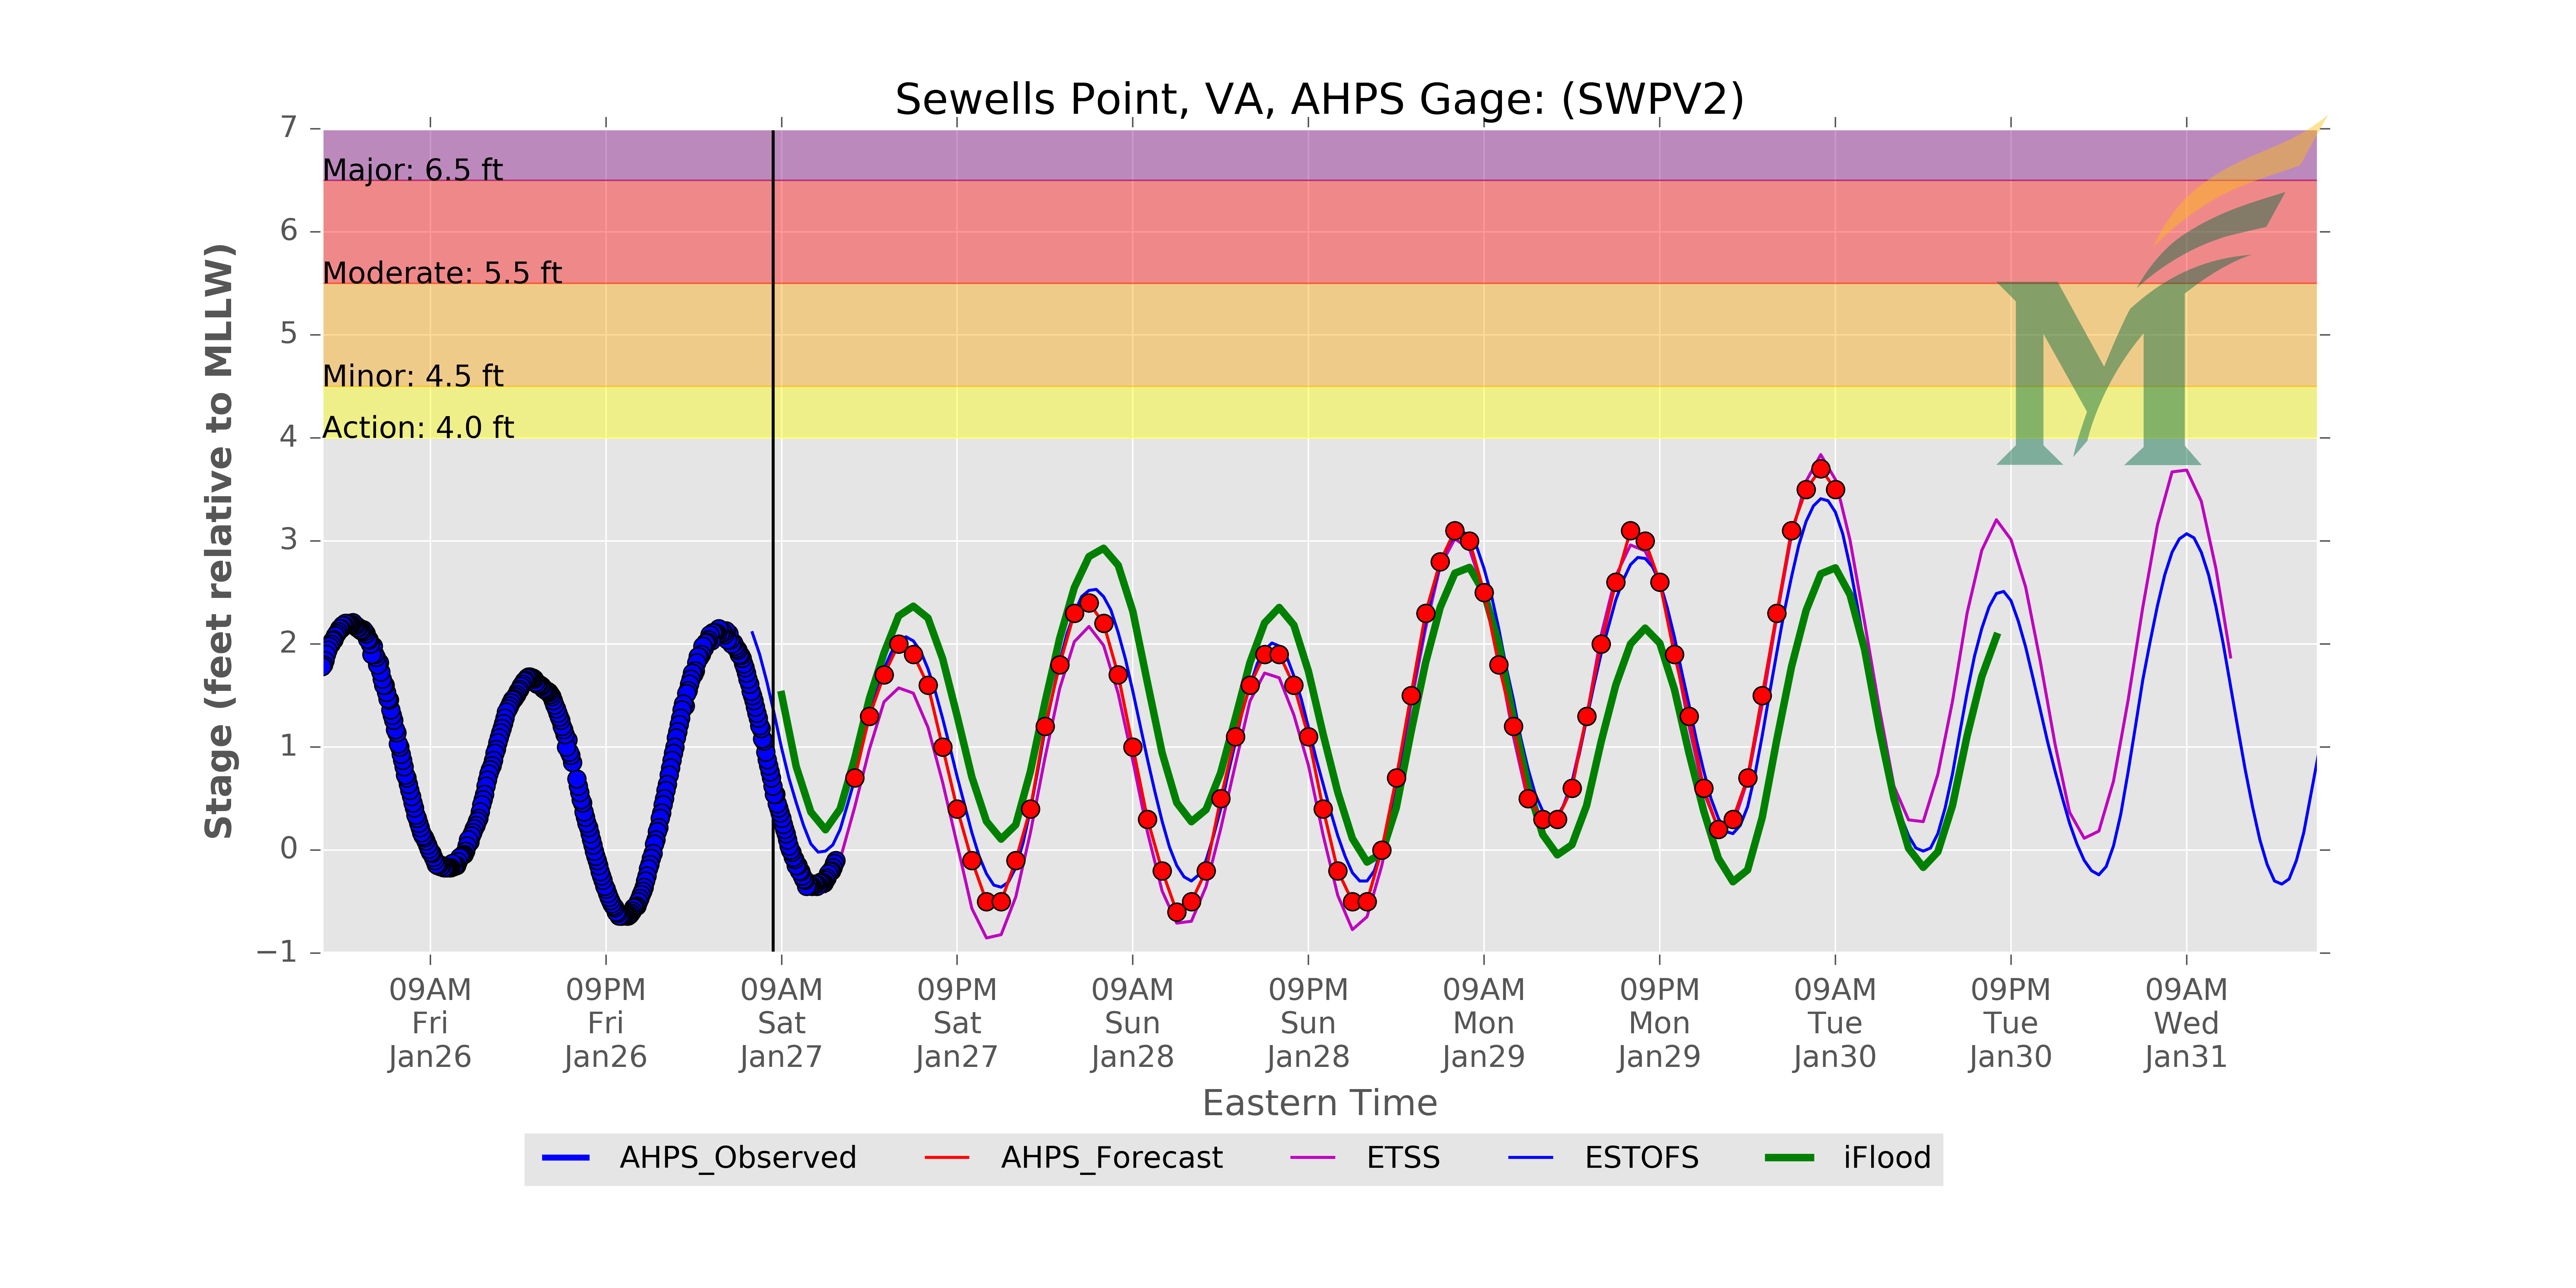 Sewells Point, VA, AHPS Gage: (SWPV2)
7
6
5
4
3
2
1
0
−1
Stage (feet relative to MLLW)
Major: 6.5 ft
Moderate: 5.5 ft
Minor: 4.5 ft
Action: 4.0 ft
M
09AM 09PM 09AM 09PM 09AM 09PM 09AM 09PM 09AM 09PM 09AM
Fri Fri Sat Sat Sun Sun Mon Mon Tue Tue Wed
Jan26 Jan26 Jan27 Jan27 Jan28 Jan28 Jan29 Jan29 Jan30 Jan30 Jan31
Eastern Time
AHPS_Observed AHPS_Forecast ETSS ESTOFS iFlood